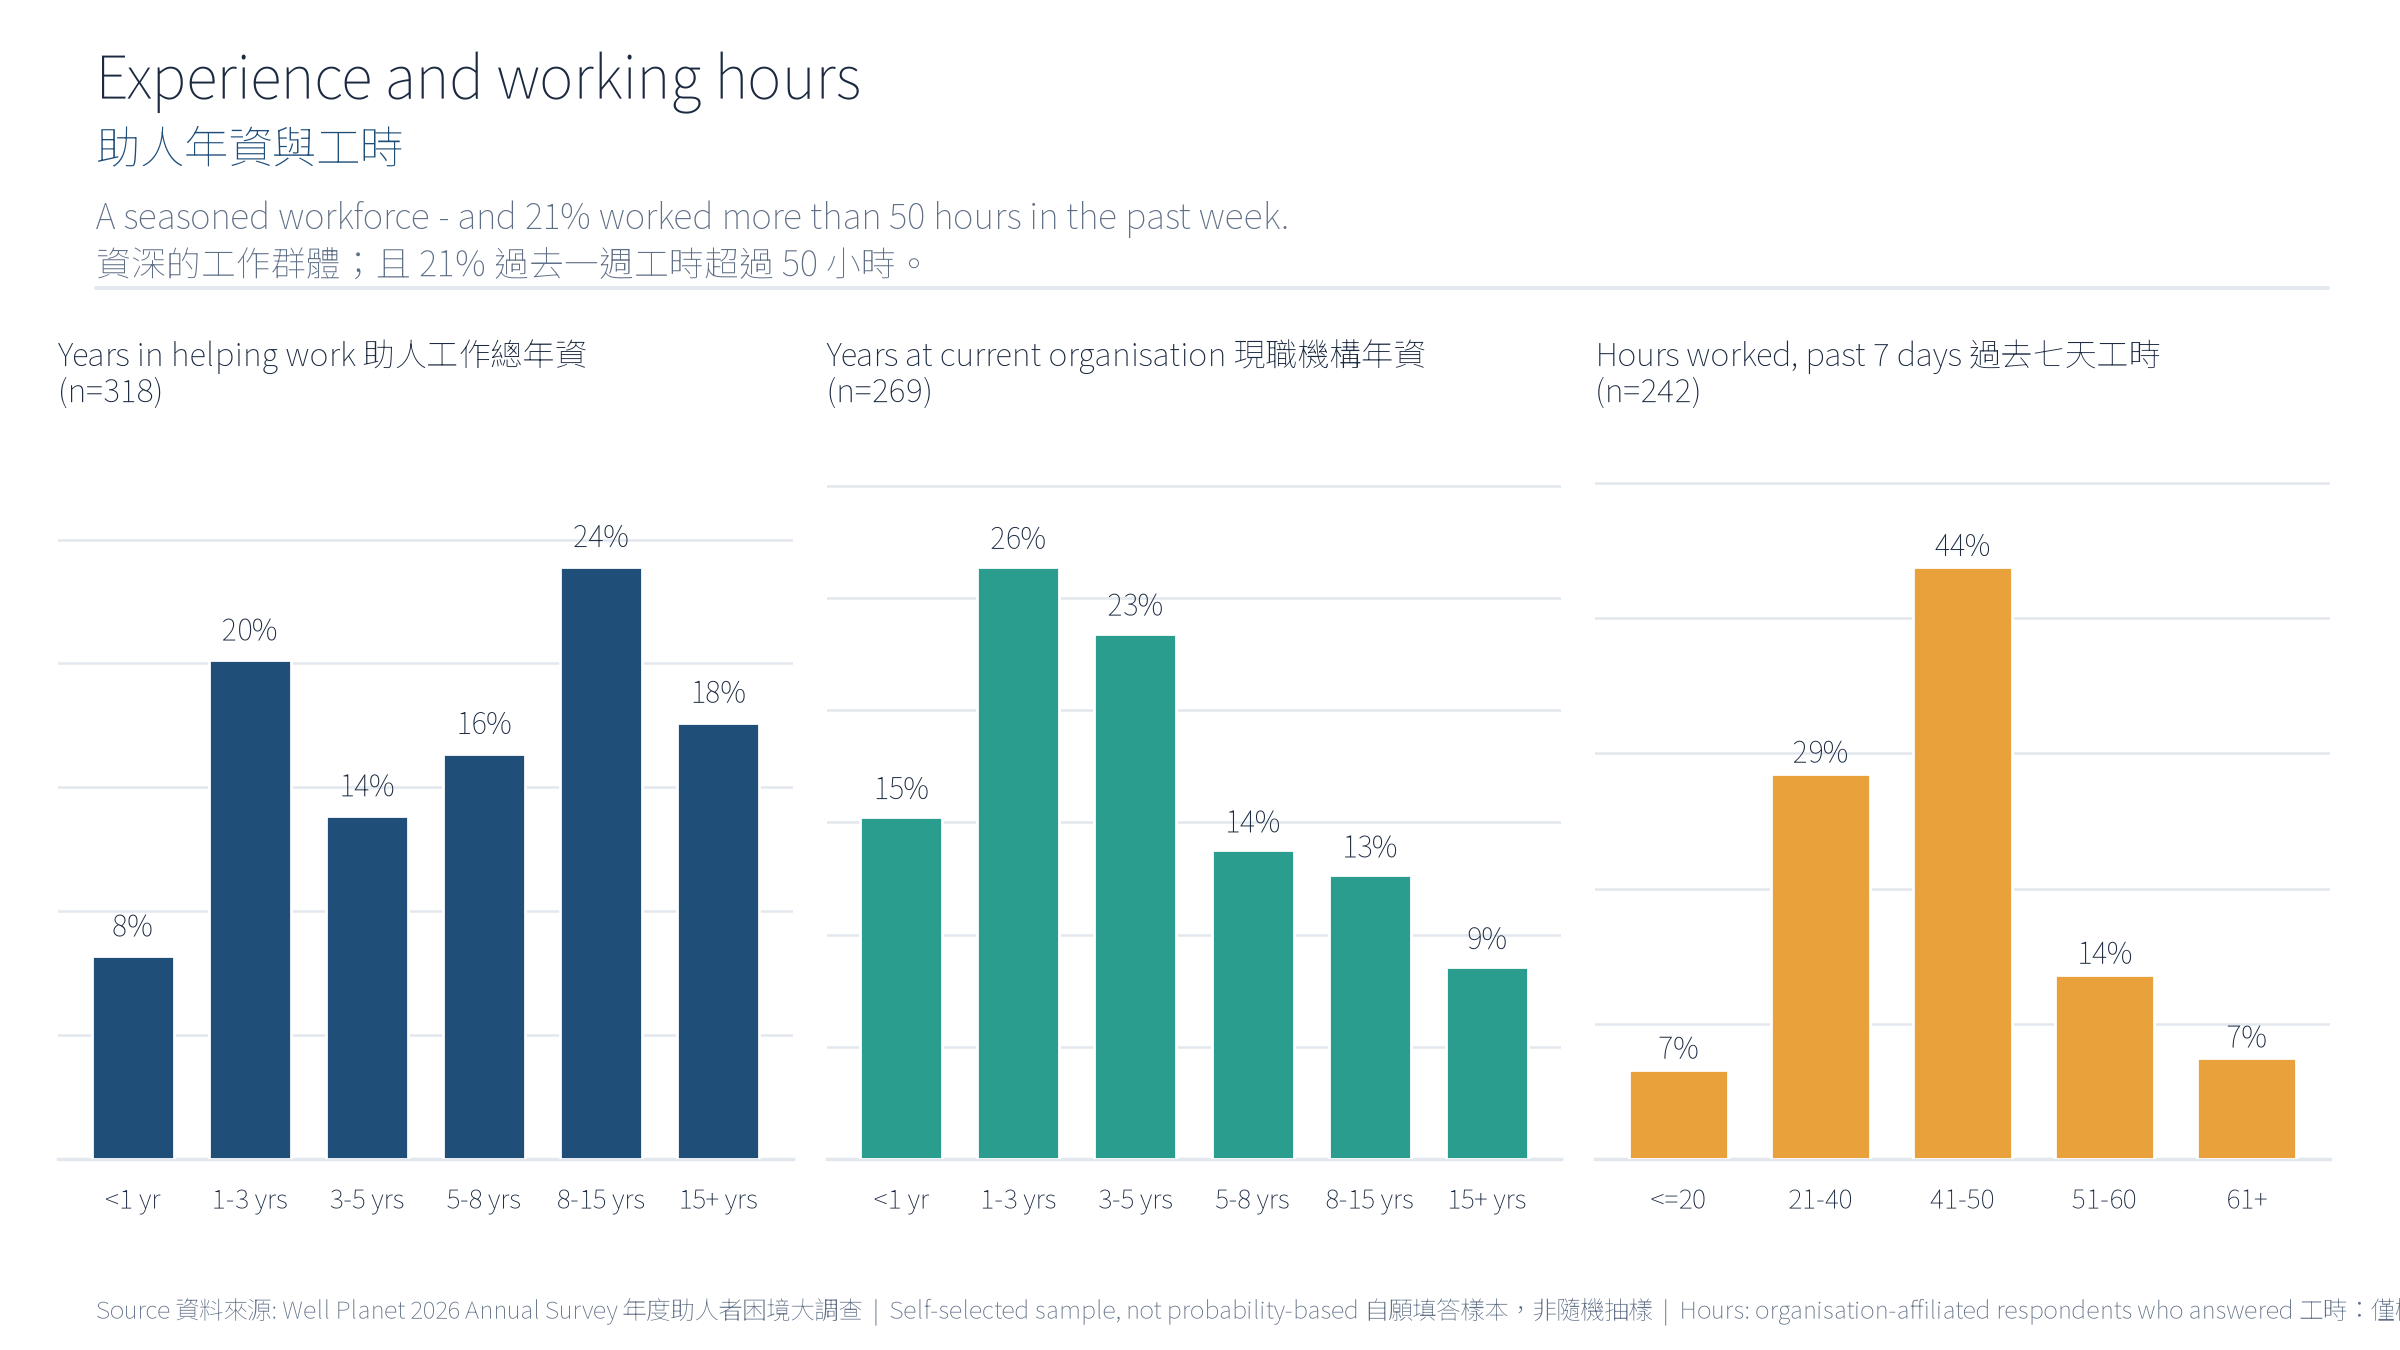 Experience and working hours
助人年資與工時
A seasoned workforce - and 21% worked more than 50 hours in the past week.
資深的工作群體；且 21% 過去一週工時超過 50 小時。
Years in helping work 助人工作總年資
(n=318)
24%
20%
18%
16%
14%
8%
<1 yr 1-3 yrs 3-5 yrs 5-8 yrs 8-15 yrs 15+ yrs
Years at current organisation 現職機構年資
(n=269)
26%
23%
15%
14%
13%
9%
<1 yr 1-3 yrs 3-5 yrs 5-8 yrs 8-15 yrs 15+ yrs
Hours worked, past 7 days 過去七天工時
(n=242)
44%
29%
14%
7%
7%
<=20 21-40 41-50 51-60 61+
Source 資料來源: Well Planet 2026 Annual Survey 年度助人者困境大調查 | Self-selected sample, not probability-based 自願填答樣本，非隨機抽樣 | Hours: organisation-affiliated respondents who answered 工時：僅